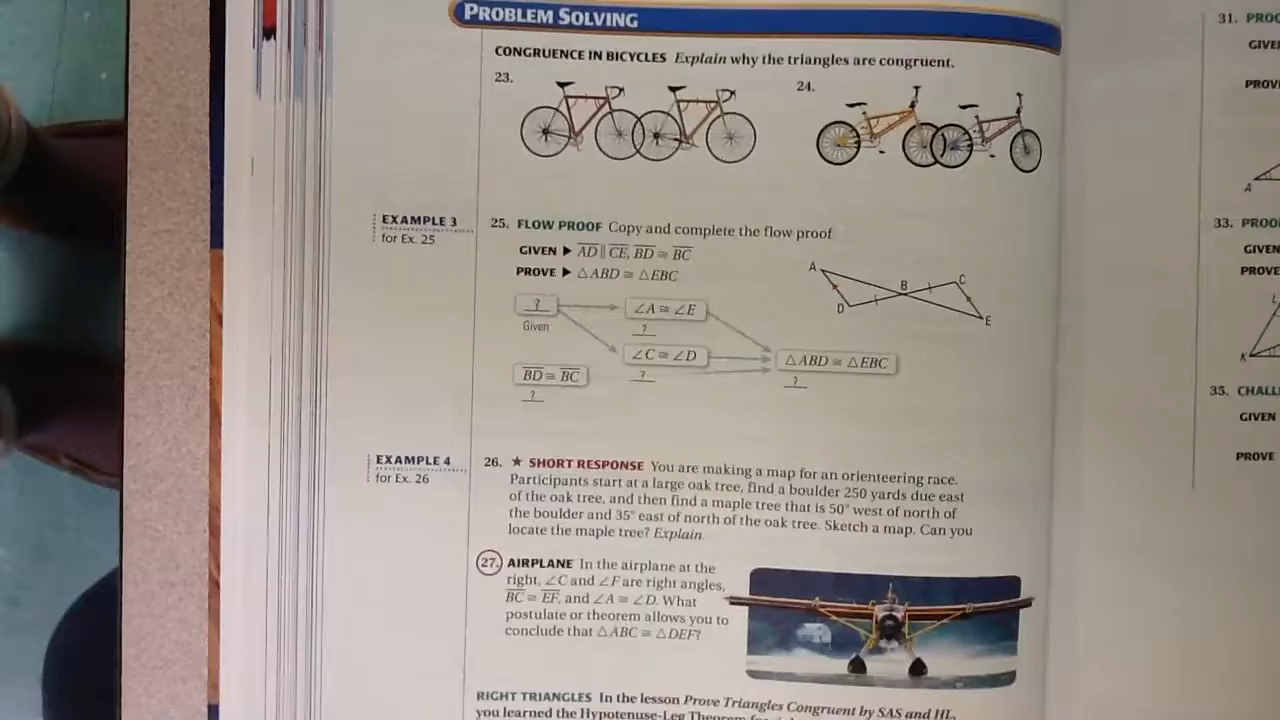 PROBLEM SOLVING
CONGRUENCE IN BICYCLES Explain why the triangles are congruent.
23.
24.
EXAMPLE 3
for Ex. 25
25. FLOW PROOF Copy and complete the flow proof
GIVEN ▶ AD || CE, BD ≅ BC
PROVE ▶ △ABD ≅ △EBC
A
B
C
D
E
?
Given
∠A ≅ ∠E
?
∠C ≅ ∠D
?
BD ≅ BC
?
△ABD ≅ △EBC
?
EXAMPLE 4
for Ex. 26
26. ★ SHORT RESPONSE You are making a map for an orienteering race.
Participants start at a large oak tree, find a boulder 250 yards due east
of the oak tree, and then find a maple tree that is 50° west of north of
the boulder and 35° east of north of the oak tree. Sketch a map. Can you
locate the maple tree? Explain.
27. AIRPLANE In the airplane at the
right, ∠C and ∠F are right angles,
BC ≅ EF, and ∠A ≅ ∠D. What
postulate or theorem allows you to
conclude that △ABC ≅ △DEF?
RIGHT TRIANGLES In the lesson Prove Triangles Congruent by SAS and HL,
you learned the Hypotenuse-Leg Theorem
31. PROO
GIVE
PROV
A
33. PROO
GIVEN
PROVE
K
35. CHALL
GIVEN
PROVE